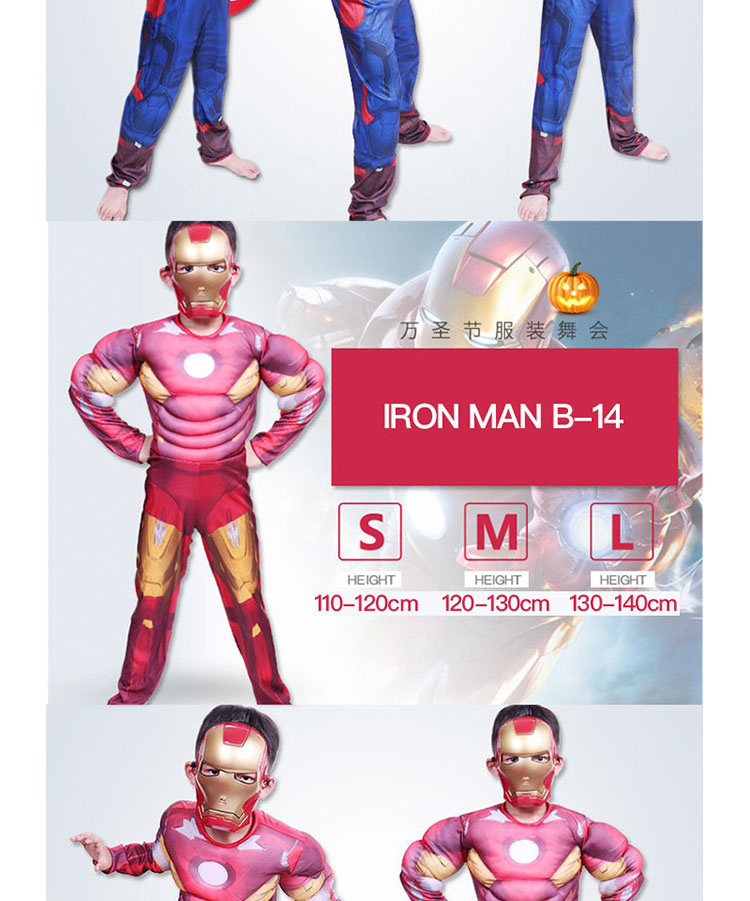 万圣节服装舞会
IRON MAN B-14
S M L
HEIGHT HEIGHT HEIGHT
110-120cm 120-130cm 130-140cm